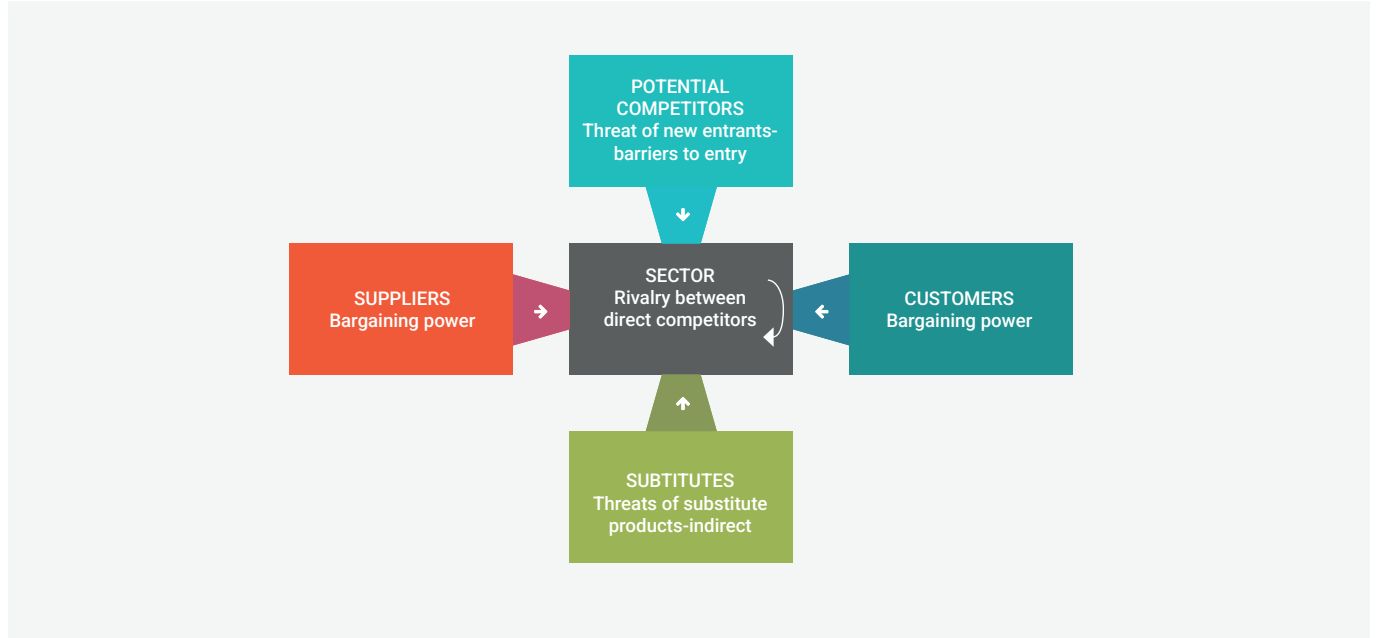 POTENTIAL
COMPETITORS
Threat of new entrants-
barriers to entry
SUPPLIERS
Bargaining power
SECTOR
Rivalry between
direct competitors
CUSTOMERS
Bargaining power
SUBTITUTES
Threats of substitute
products-indirect